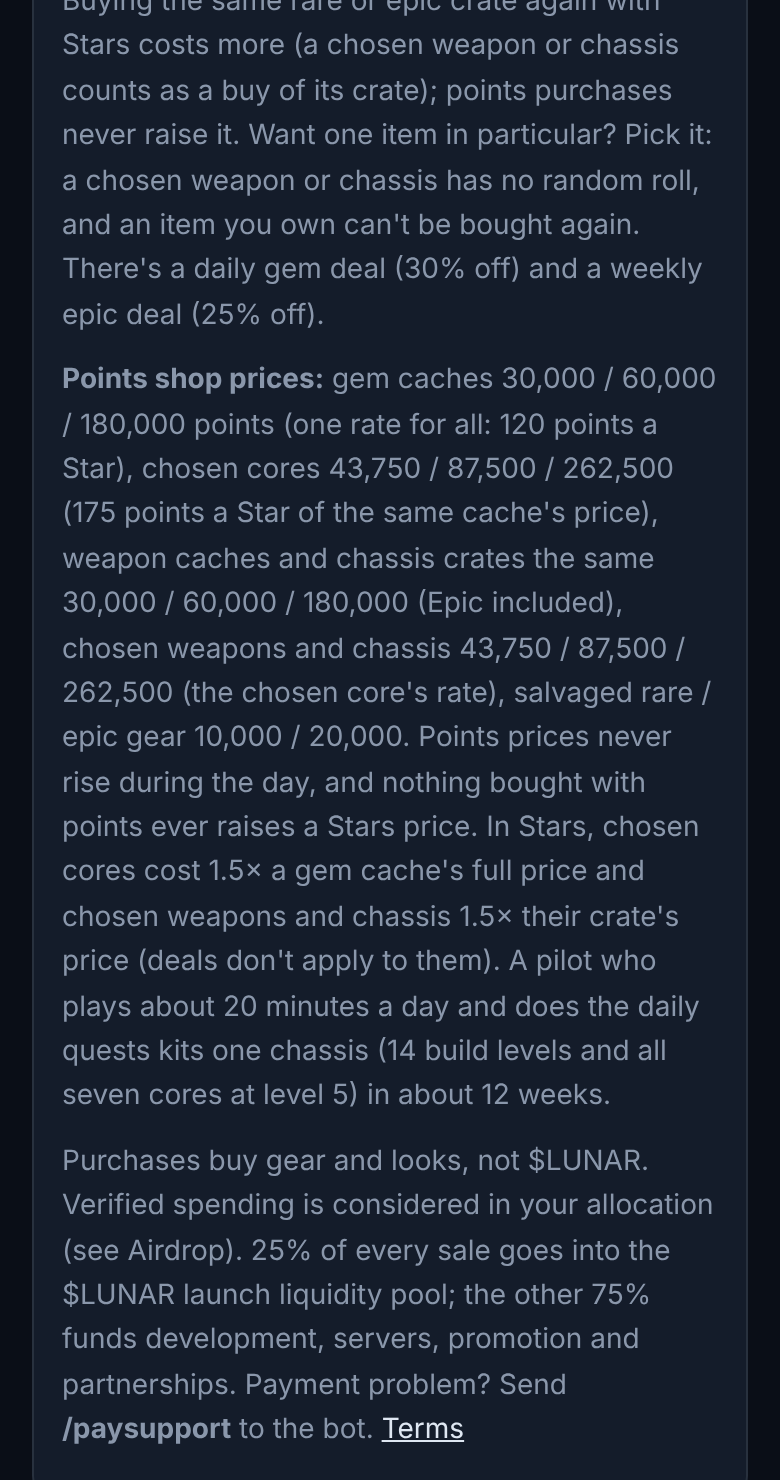 Buying the same rare or epic crate again with
Stars costs more (a chosen weapon or chassis
counts as a buy of its crate); points purchases
never raise it. Want one item in particular? Pick it:
a chosen weapon or chassis has no random roll,
and an item you own can't be bought again.
There's a daily gem deal (30% off) and a weekly
epic deal (25% off).
Points shop prices: gem caches 30,000 / 60,000
/ 180,000 points (one rate for all: 120 points a
Star), chosen cores 43,750 / 87,500 / 262,500
(175 points a Star of the same cache's price),
weapon caches and chassis crates the same
30,000 / 60,000 / 180,000 (Epic included),
chosen weapons and chassis 43,750 / 87,500 /
262,500 (the chosen core's rate), salvaged rare /
epic gear 10,000 / 20,000. Points prices never
rise during the day, and nothing bought with
points ever raises a Stars price. In Stars, chosen
cores cost 1.5× a gem cache's full price and
chosen weapons and chassis 1.5× their crate's
price (deals don't apply to them). A pilot who
plays about 20 minutes a day and does the daily
quests kits one chassis (14 build levels and all
seven cores at level 5) in about 12 weeks.
Purchases buy gear and looks, not $LUNAR.
Verified spending is considered in your allocation
(see Airdrop). 25% of every sale goes into the
$LUNAR launch liquidity pool; the other 75%
funds development, servers, promotion and
partnerships. Payment problem? Send
/paysupport to the bot. Terms